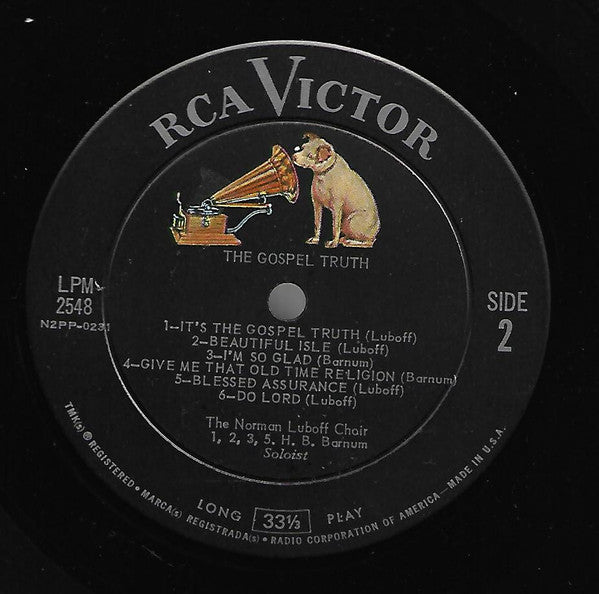 RCA VICTOR
THE GOSPEL TRUTH
LPM-
2548
N2PP-0231
SIDE
2
1—IT'S THE GOSPEL TRUTH (Luboff)
2—BEAUTIFUL ISLE (Luboff)
3—I'M SO GLAD (Barnum)
4—GIVE ME THAT OLD TIME RELIGION (Barnum)
5—BLESSED ASSURANCE (Luboff)
6—DO LORD (Luboff)
The Norman Luboff Choir
1, 2, 3, 5. H. B. Barnum
Soloist
LONG 33⅓ PLAY
TMK(s) ® REGISTERED • MARCA(s) REGISTRADA(s) • RADIO CORPORATION OF AMERICA—MADE IN U.S.A.